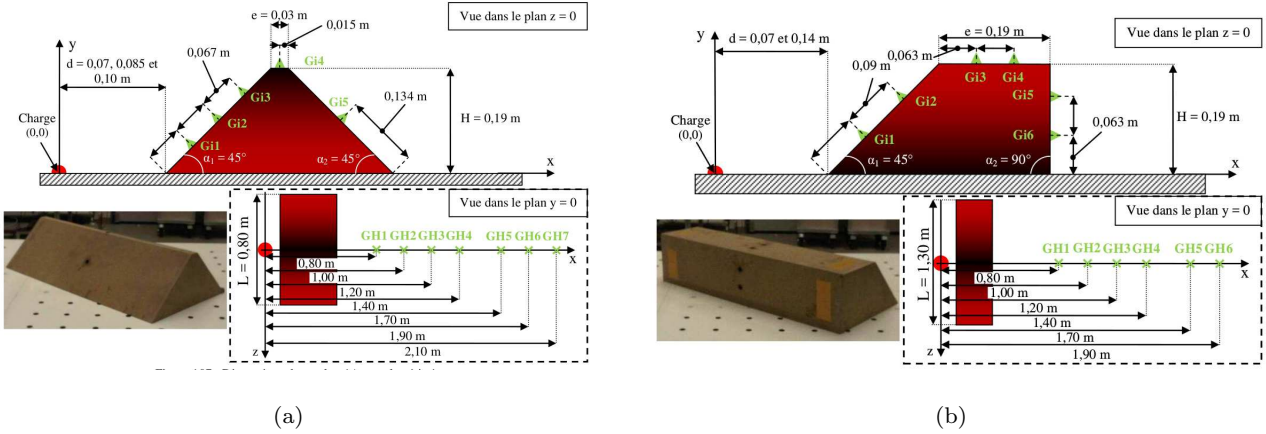 e = 0,03 m
Vue dans le plan z = 0
0,015 m
y
d = 0,07, 0,085 et
0,10 m
0,067 m
Gi4
Gi3
Gi5
0,134 m
Gi2
H = 0,19 m
Charge
(0,0)
Gi1
α1 = 45°
α2 = 45°
x
Vue dans le plan y = 0
L = 0,80 m
GH1 GH2 GH3 GH4 GH5 GH6 GH7
x
0,80 m
1,00 m
1,20 m
1,40 m
1,70 m
1,90 m
2,10 m
z
(a)
Vue dans le plan z = 0
e = 0,19 m
y
d = 0,07 et 0,14 m
0,063 m
0,09 m
Gi3
Gi4
Gi2
Gi5
H = 0,19 m
Charge
(0,0)
Gi1
Gi6
0,063 m
α1 = 45°
α2 = 90°
x
Vue dans le plan y = 0
L = 1,30 m
GH1 GH2 GH3 GH4 GH5 GH6
x
0,80 m
1,00 m
1,20 m
1,40 m
1,70 m
1,90 m
z
(b)